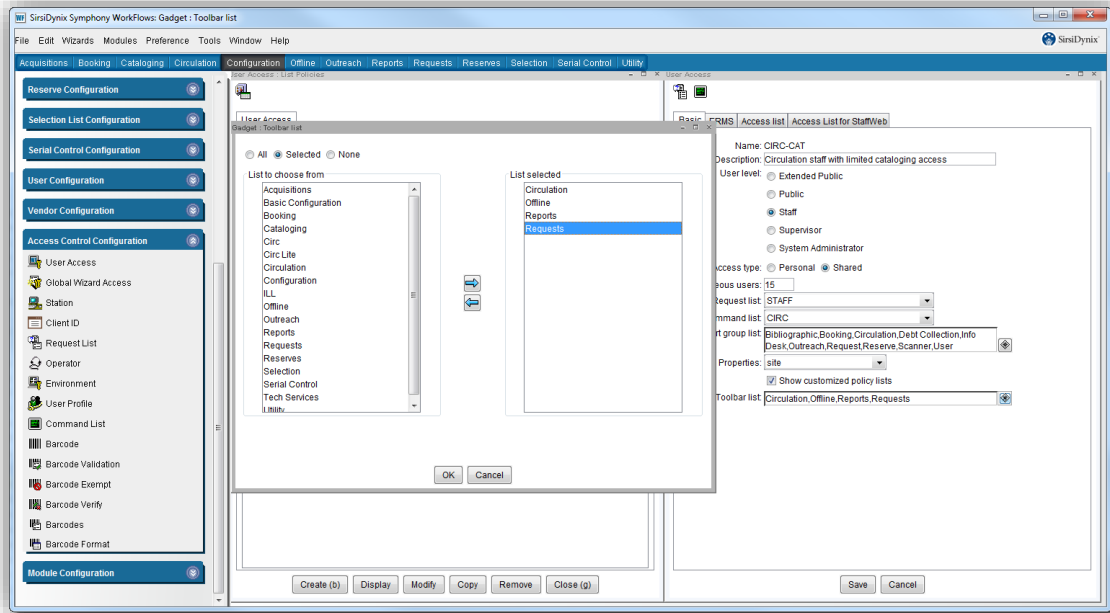 WF SirsiDynix Symphony WorkFlows: Gadget : Toolbar list
File Edit Wizards Modules Preference Tools Window Help
SirsiDynix
Acquisitions Booking Cataloging Circulation Configuration Offline Outreach Reports Requests Reserves Selection Serial Control Utility
Reserve Configuration
Selection List Configuration
Serial Control Configuration
User Configuration
Vendor Configuration
Access Control Configuration
User Access
Global Wizard Access
Station
Client ID
Request List
Operator
Environment
User Profile
Command List
Barcode
Barcode Validation
Barcode Exempt
Barcode Verify
Barcodes
Barcode Format
Module Configuration
User Access : List Policies
User Access
Gadget : Toolbar list
All Selected None
List to choose from
Acquisitions
Basic Configuration
Booking
Cataloging
Circ
Circ Lite
Circulation
Configuration
ILL
Offline
Outreach
Reports
Requests
Reserves
Selection
Serial Control
Tech Services
Utility
List selected
Circulation
Offline
Reports
Requests
OK Cancel
Create (b) Display Modify Copy Remove Close (g)
User Access
Basic ERMS Access list Access List for StaffWeb
Name: CIRC-CAT
Description: Circulation staff with limited cataloging access
User level: Extended Public
Public
Staff
Supervisor
System Administrator
Access type: Personal Shared
eous users: 15
Request list: STAFF
mmand list: CIRC
rt group list: Bibliographic,Booking,Circulation,Debt Collection,Info
Desk,Outreach,Request,Reserve,Scanner,User
Properties: site
Show customized policy lists
Toolbar list: Circulation,Offline,Reports,Requests
Save Cancel